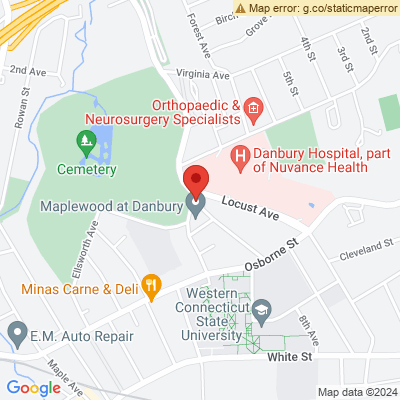 Map error: g.co/staticmaperror
Birch
Grove
Forest Ave
2nd Ave
2nd Ave
3rd St
4th St
5th St
Virginia Ave
Rowan St
Orthopaedic &
Neurosurgery Specialists
Danbury Hospital, part
of Nuvance Health
Cemetery
Maplewood at Danbury
Locust Ave
Ellsworth Ave
Osborne St
Cleveland St
Minas Carne & Deli
Western
Connecticut
State
University
8th Ave
E.M. Auto Repair
White St
Maple Ave
Google
Map data ©2024